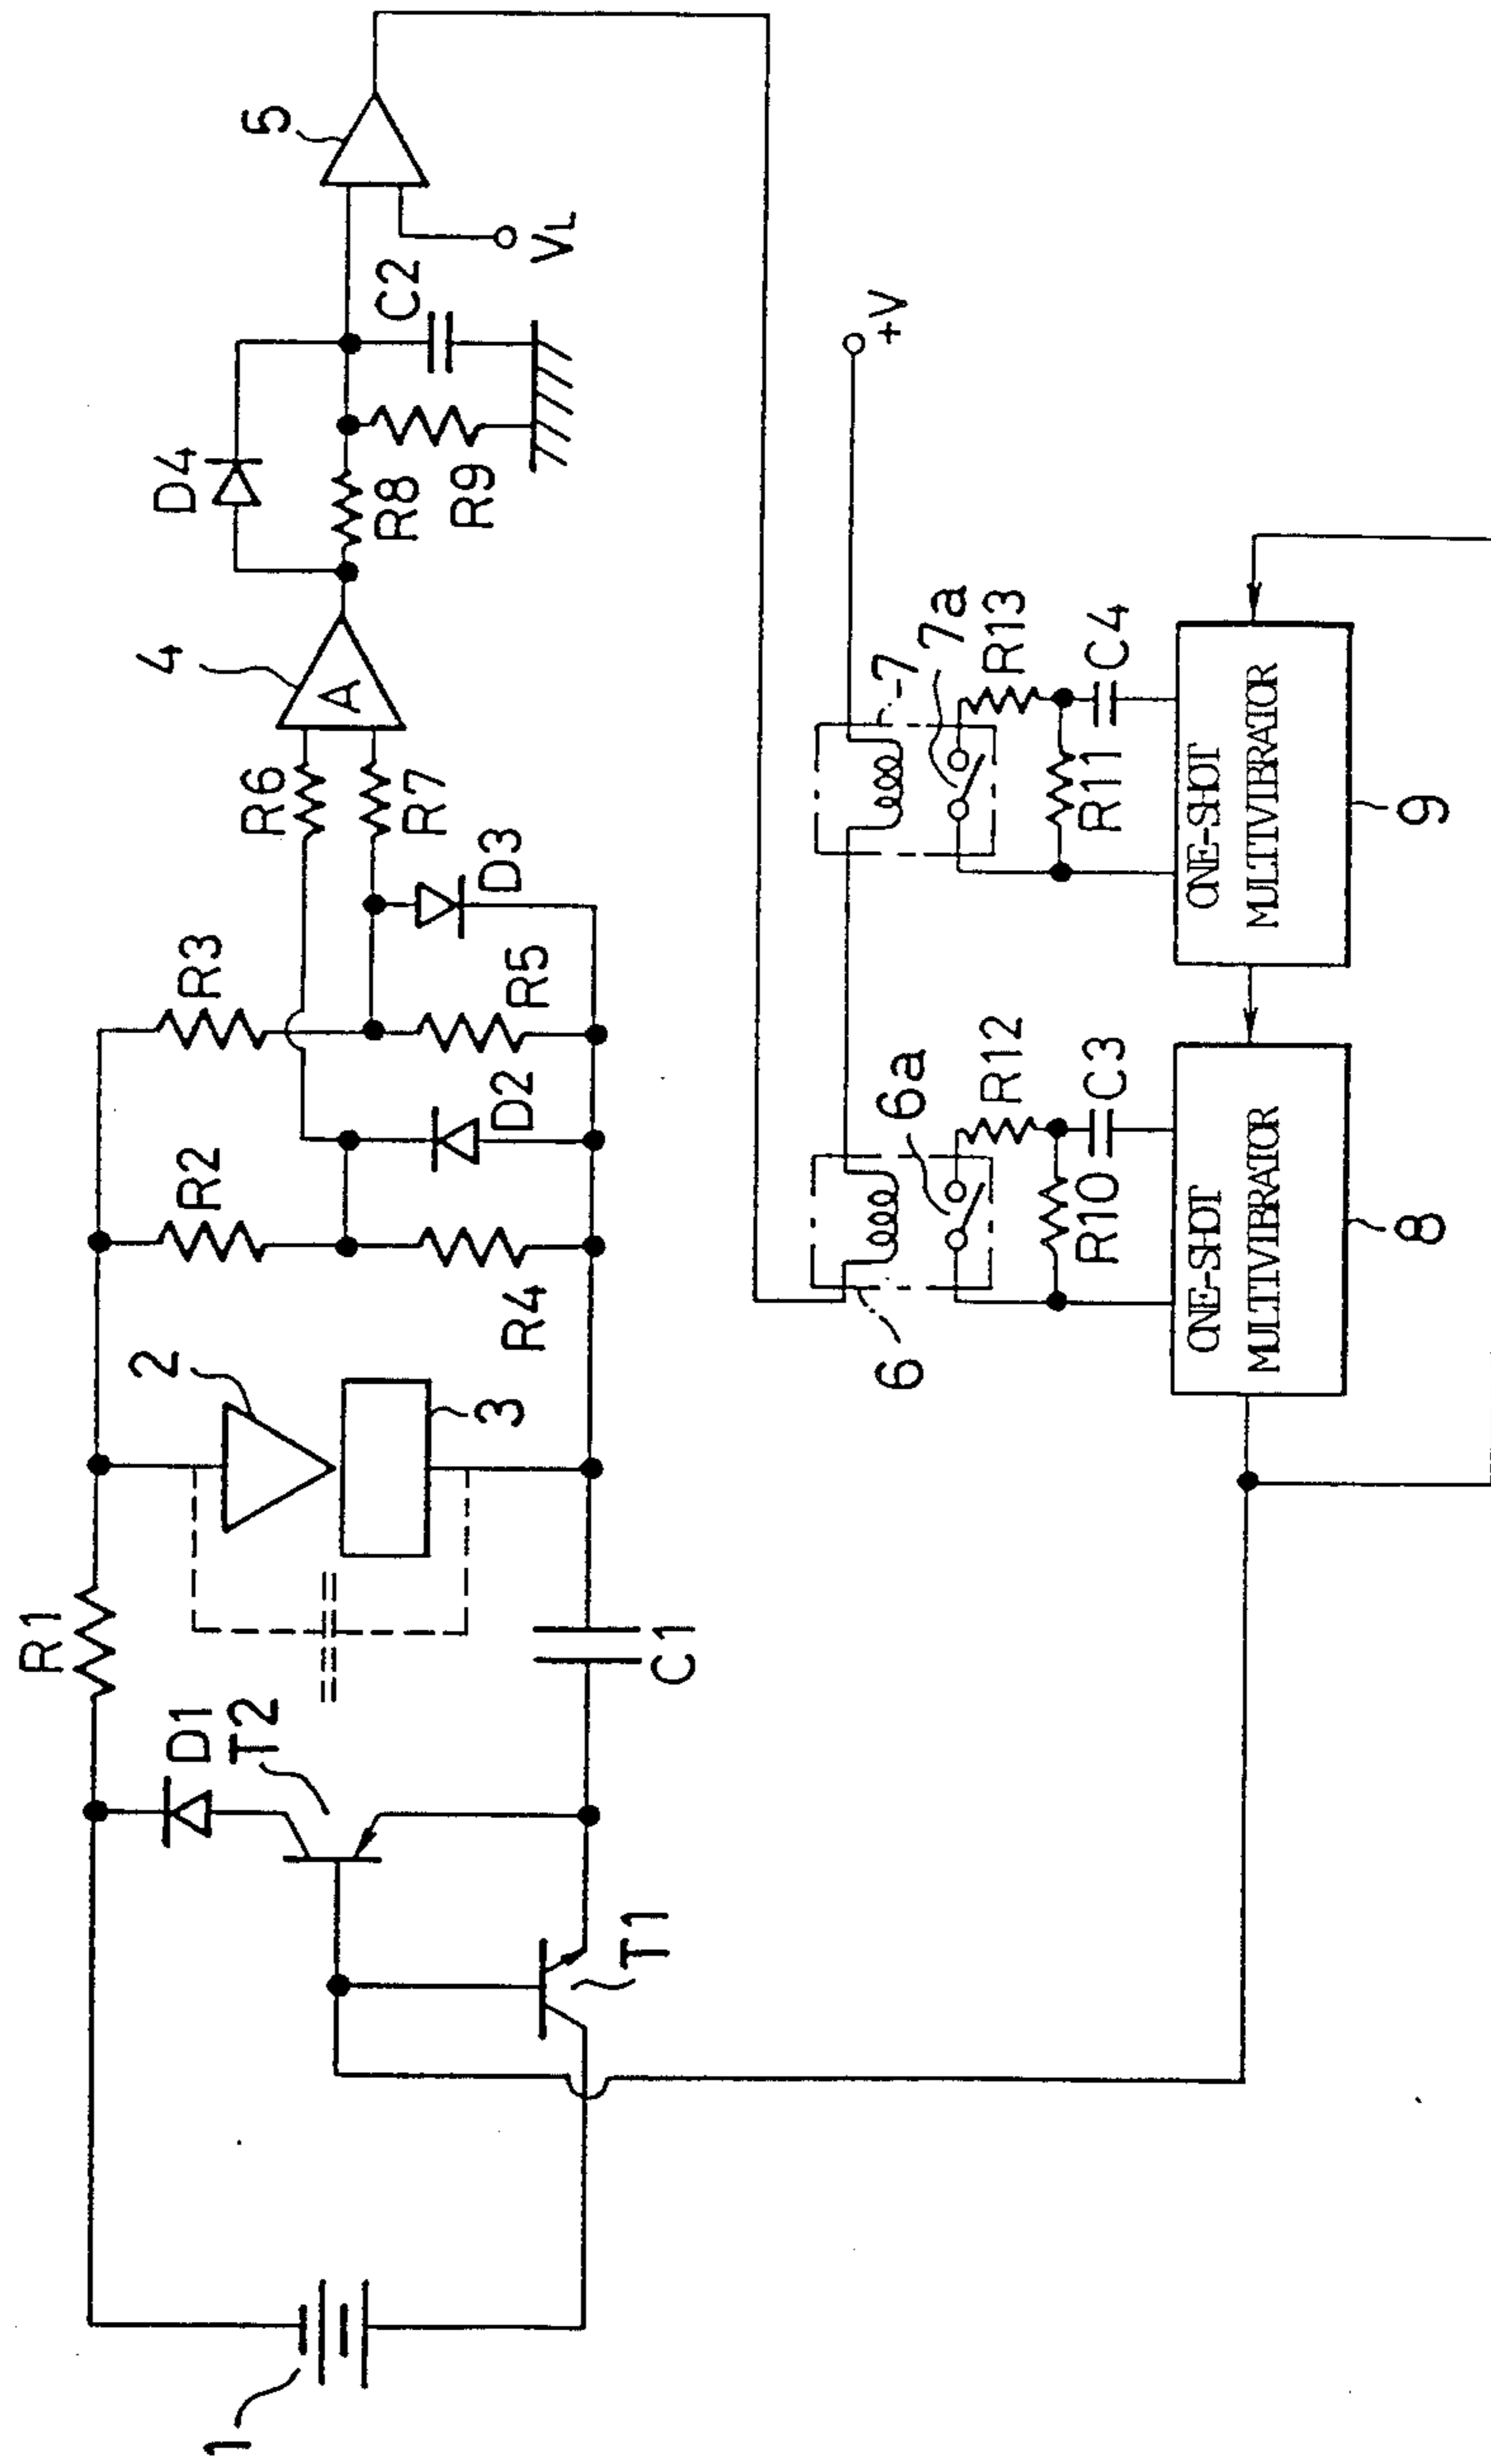 1
R1
D1
T2
T1
C1
2
3
R2
R4
D2
R3
R5
D3
R6
R7
4
A
D4
R8
R9
C2
VL
5
6
6a
R12
R10
C3
7
7a
R13
R11
C4
+V
ONE-SHOT
MULTIVIBRATOR
8
ONE-SHOT
MULTIVIBRATOR
9